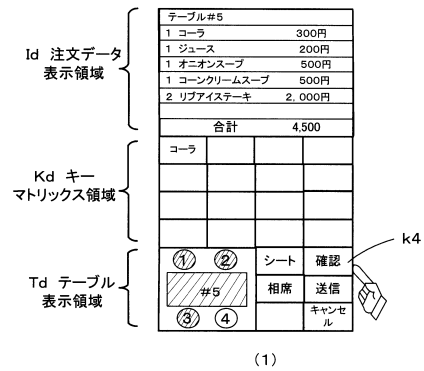 テーブル#5
1 コーラ 300円
1 ジュース 200円
1 オニオンスープ 500円
1 コーンクリームスープ 500円
2 リブアイステーキ 2,000円
合計 4,500
Id 注文データ
表示領域
コーラ
Kd キー
マトリックス領域
k4
Td テーブル
表示領域
1 2
#5
3 4
シート 確認
相席 送信
キャンセ
ル
(1)